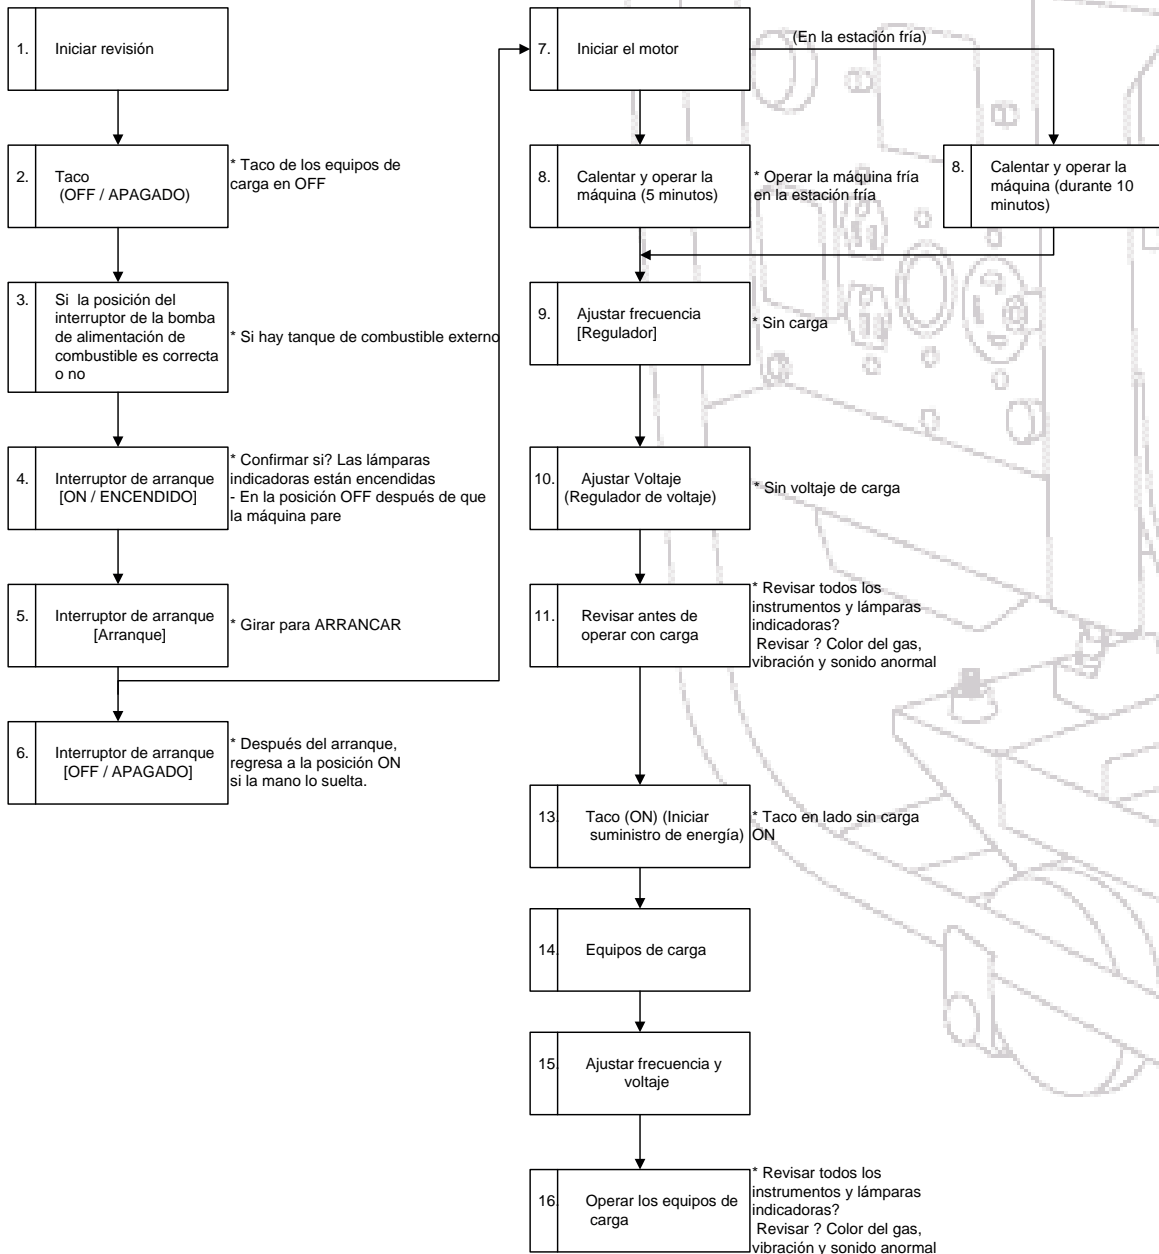 1. Iniciar revisión
2. Taco
(OFF / APAGADO)
* Taco de los equipos de
carga en OFF
3. Si la posición del
interruptor de la bomba
de alimentación de
combustible es correcta
o no
* Si hay tanque de combustible externo
4. Interruptor de arranque
[ON / ENCENDIDO]
* Confirmar si? Las lámparas
indicadoras están encendidas
- En la posición OFF después de que
la máquina pare
5. Interruptor de arranque
[Arranque]
* Girar para ARRANCAR
6. Interruptor de arranque
[OFF / APAGADO]
* Después del arranque,
regresa a la posición ON
si la mano lo suelta.
7. Iniciar el motor
(En la estación fría)
8. Calentar y operar la
máquina (5 minutos)
* Operar la máquina fría
en la estación fría
8. Calentar y operar la
máquina (durante 10
minutos)
9. Ajustar frecuencia
[Regulador]
* Sin carga
10. Ajustar Voltaje
(Regulador de voltaje)
* Sin voltaje de carga
11. Revisar antes de
operar con carga
* Revisar todos los
instrumentos y lámparas
indicadoras?
Revisar ? Color del gas,
vibración y sonido anormal
13. Taco (ON) (Iniciar
suministro de energía)
* Taco en lado sin carga
ON
14. Equipos de carga
15. Ajustar frecuencia y
voltaje
16. Operar los equipos de
carga
* Revisar todos los
instrumentos y lámparas
indicadoras?
Revisar ? Color del gas,
vibración y sonido anormal